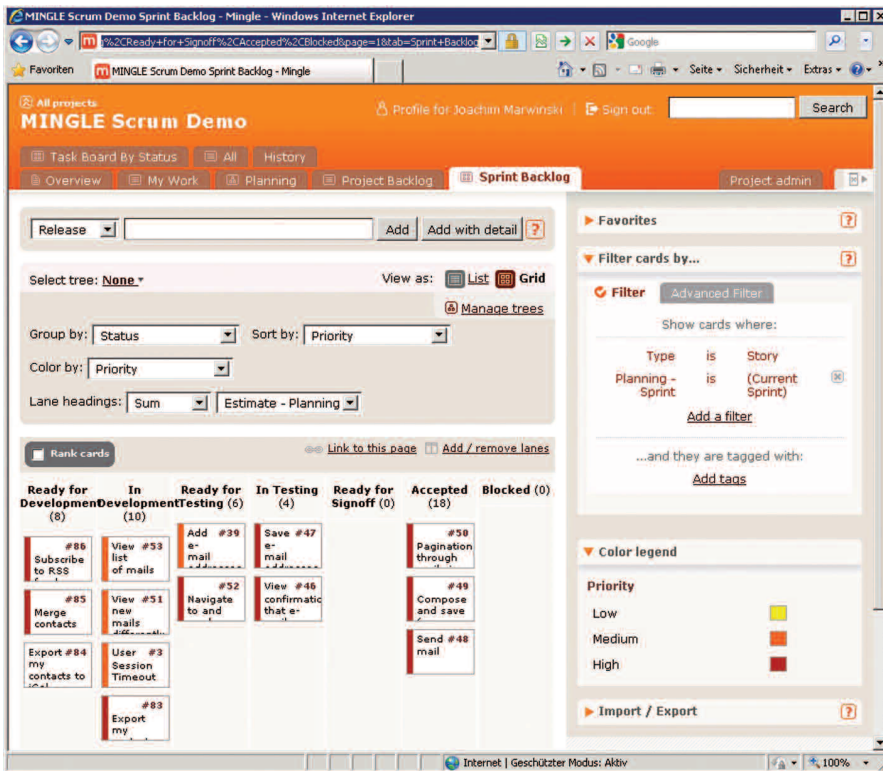 MINGLE Scrum Demo Sprint Backlog - Mingle - Windows Internet Explorer
%2CReady+for+Signoff%2CAccepted%2CBlocked&page=1&tab=Sprint+Backlog
Google
Favoriten
MINGLE Scrum Demo Sprint Backlog - Mingle
Seite
Sicherheit
Extras
All projects
MINGLE Scrum Demo
Profile for Joachim Marwinski
Sign out
Search
Task Board By Status
All
History
Overview
My Work
Planning
Project Backlog
Sprint Backlog
Project admin
Release
Add
Add with detail
?
Select tree: None
View as: List Grid
Manage trees
Group by: Status
Sort by: Priority
Color by: Priority
Lane headings: Sum
Estimate - Planning
Rank cards
Link to this page
Add / remove lanes
Ready for Development (8)
In Development (10)
Ready for Testing (6)
In Testing (4)
Ready for Signoff (0)
Accepted (18)
Blocked (0)
#86
Subscribe
to RSS
#85
Merge
contacts
Export #84
my
contacts to
View #53
list
of mails
View #51
new
mails
differently
User #3
Session
Timeout
#83
Export
my
Add #39
e-
mail
#52
Navigate
to and
Save #47
e-
mail
View #46
confirmatic
that e-
#50
Pagination
through
#49
Compose
and save
Send #48
mail
Favorites
?
Filter cards by...
?
Filter
Advanced Filter
Show cards where:
Type is Story
Planning - Sprint is (Current Sprint)
Add a filter
...and they are tagged with:
Add tags
Color legend
Priority
Low
Medium
High
Import / Export
?
Internet | Geschützter Modus: Aktiv
100%